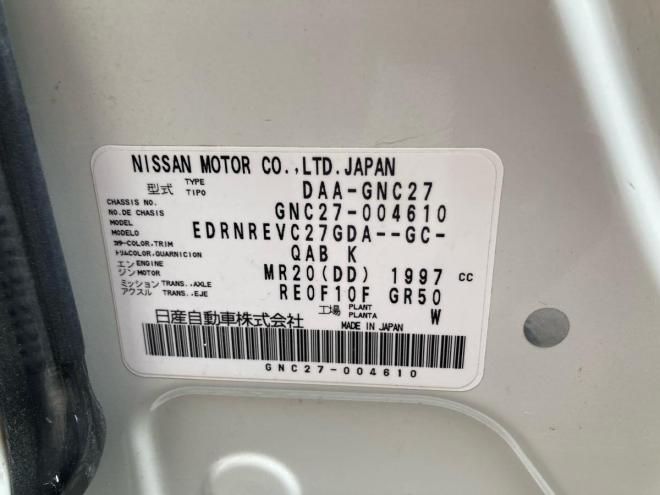 NISSAN MOTOR CO.,LTD.JAPAN
型式 TYPE TIPO DAA-GNC27
CHASSIS NO. NO.DE CHASIS GNC27-004610
MODEL MODELO EDRNREVC27GDA--GC-
カラー COLOR,TRIM トリム COLOR,GUARNICION QAB K
エンジン ENGINE MOTOR MR20(DD) 1997 cc
ミッション アクスル TRANS.,AXLE TRANS.,EJE RE0F10F GR50
工場 PLANT PLANTA W
日産自動車株式会社 MADE IN JAPAN
GNC27-004610